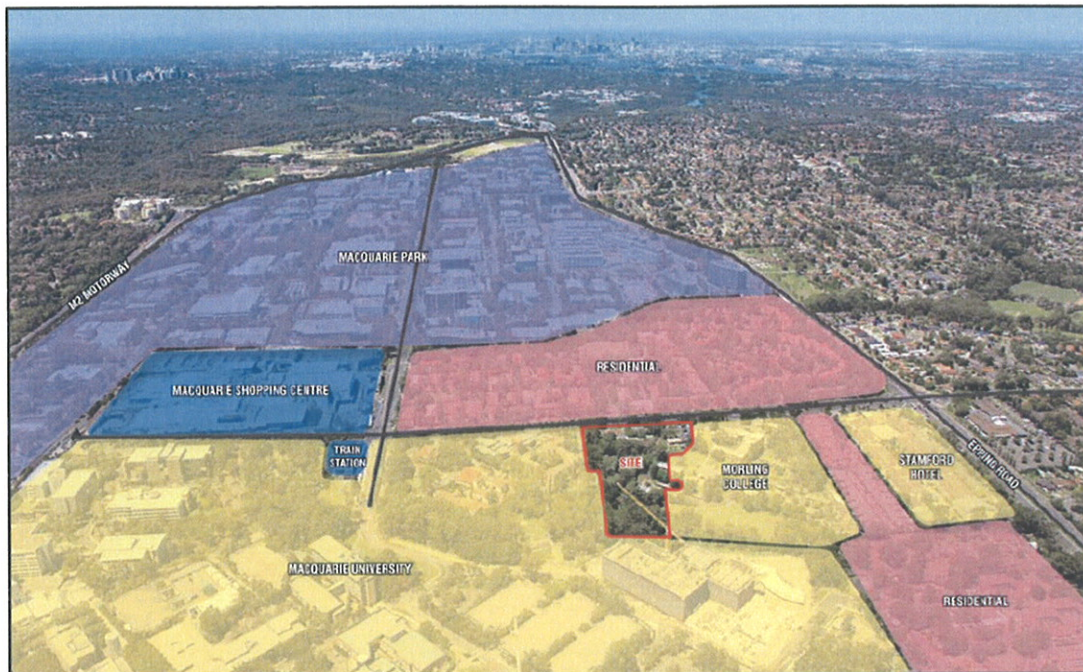 MACQUARIE PARK
M2 MOTORWAY
RESIDENTIAL
MACQUARIE SHOPPING CENTRE
TRAIN
STATION
SITE
MORLING
COLLEGE
STAMFORD
HOTEL
EPPING ROAD
MACQUARIE UNIVERSITY
RESIDENTIAL